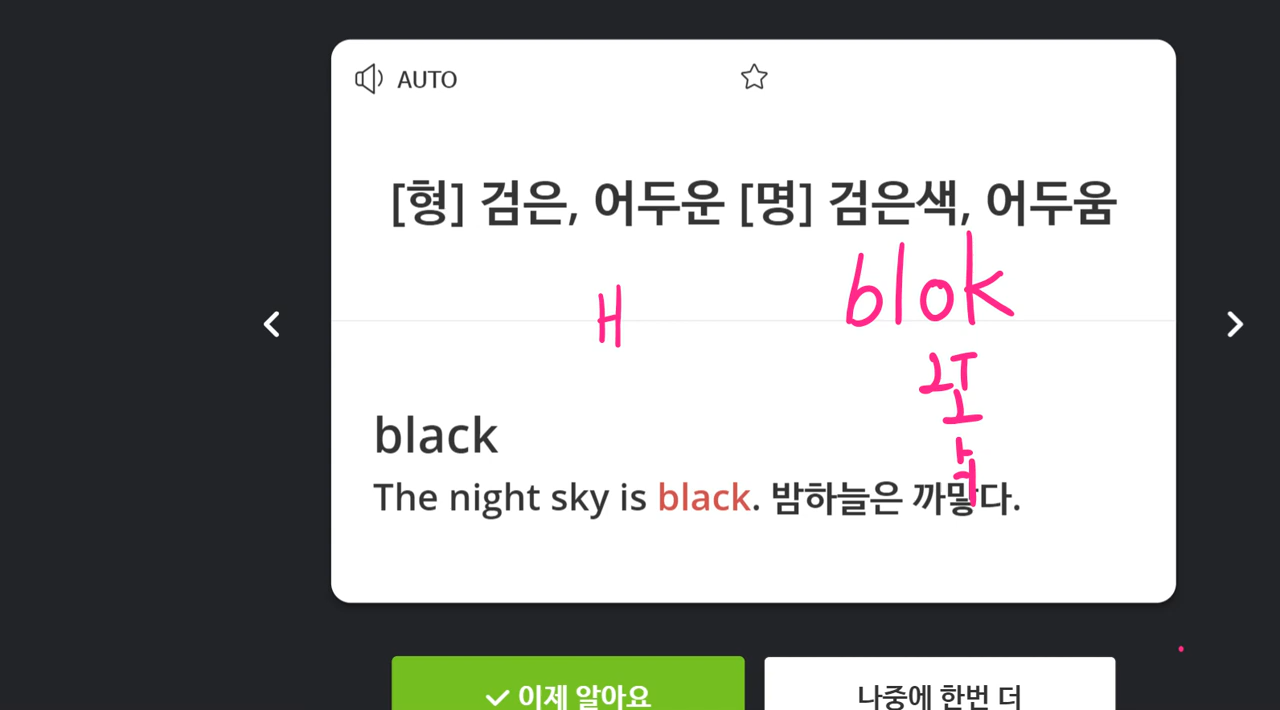 AUTO
[형] 검은, 어두운 [명] 검은색, 어두움
blok
ㅐ
black
The night sky is black. 밤하늘은 까맣다.
이제 알아요
나중에 한번 더